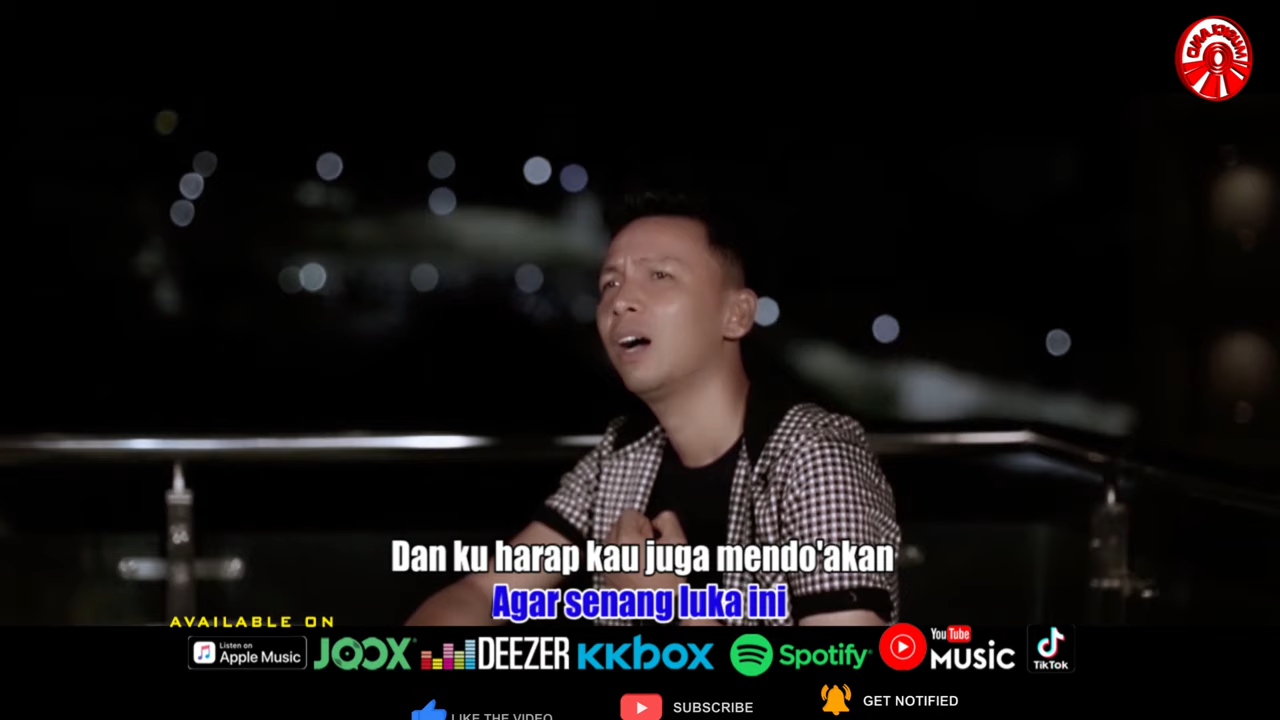 Dan ku harap kau juga mendo'akan
Agar senang luka ini
AVAILABLE ON
Listen on
Apple Music
JOOX
DEEZER
KKBOX
Spotify
YouTube
MUSIC
TikTok
LIKE THE VIDEO
SUBSCRIBE
GET NOTIFIED